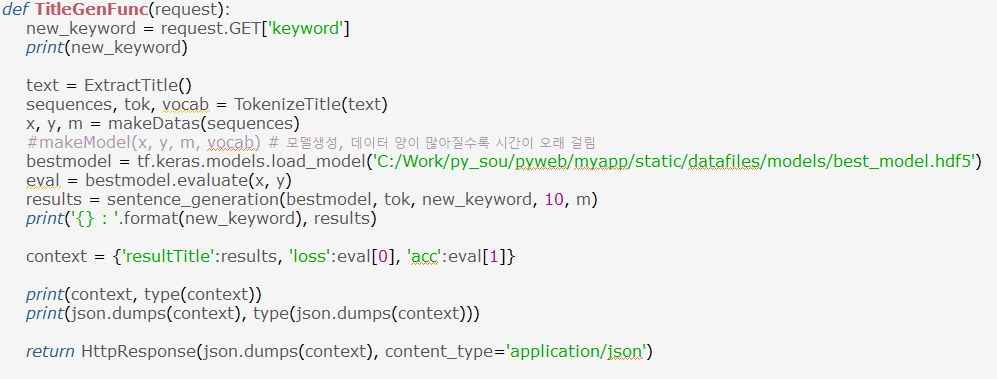 def TitleGenFunc(request):
new_keyword = request.GET['keyword']
print(new_keyword)
text = ExtractTitle()
sequences, tok, vocab = TokenizeTitle(text)
x, y, m = makeDatas(sequences)
#makeModel(x, y, m, vocab) # 모델생성, 데이터 양이 많아질수록 시간이 오래 걸림
bestmodel = tf.keras.models.load_model('C:/Work/py_sou/pyweb/myapp/static/datafiles/models/best_model.hdf5')
eval = bestmodel.evaluate(x, y)
results = sentence_generation(bestmodel, tok, new_keyword, 10, m)
print('{} : '.format(new_keyword), results)
context = {'resultTitle':results, 'loss':eval[0], 'acc':eval[1]}
print(context, type(context))
print(json.dumps(context), type(json.dumps(context)))
return HttpResponse(json.dumps(context), content_type='application/json')